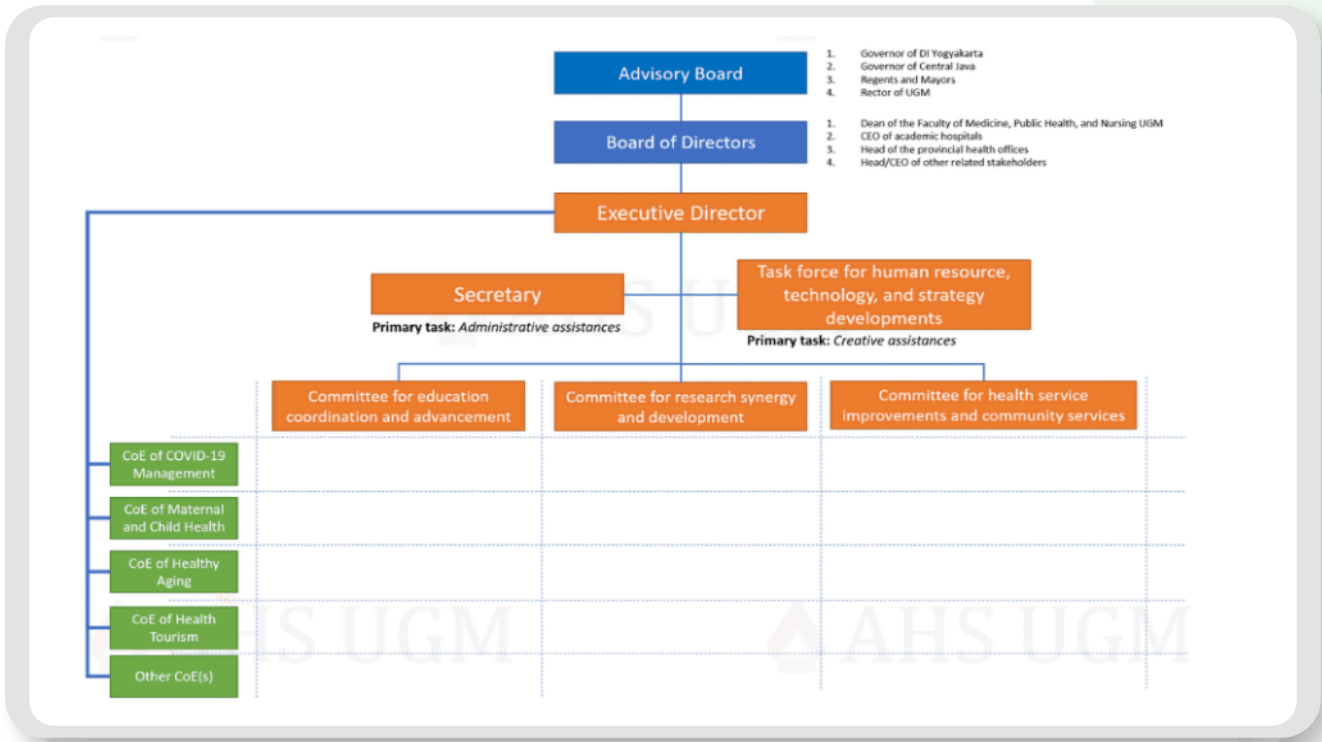 Advisory Board
1. Governor of DI Yogyakarta
2. Governor of Central Java
3. Regents and Mayors
4. Rector of UGM
Board of Directors
1. Dean of the Faculty of Medicine, Public Health, and Nursing UGM
2. CEO of academic hospitals
3. Head of the provincial health offices
4. Head/CEO of other related stakeholders
Executive Director
Secretary
Primary task: Administrative assistances
Task force for human resource,
technology, and strategy
developments
Primary task: Creative assistances
Committee for education
coordination and advancement
Committee for research synergy
and development
Committee for health service
improvements and community services
CoE of COVID-19
Management
CoE of Maternal
and Child Health
CoE of Healthy
Aging
CoE of Health
Tourism
Other CoE(s)
AHS UGM
AHS UGM
AHS UGM